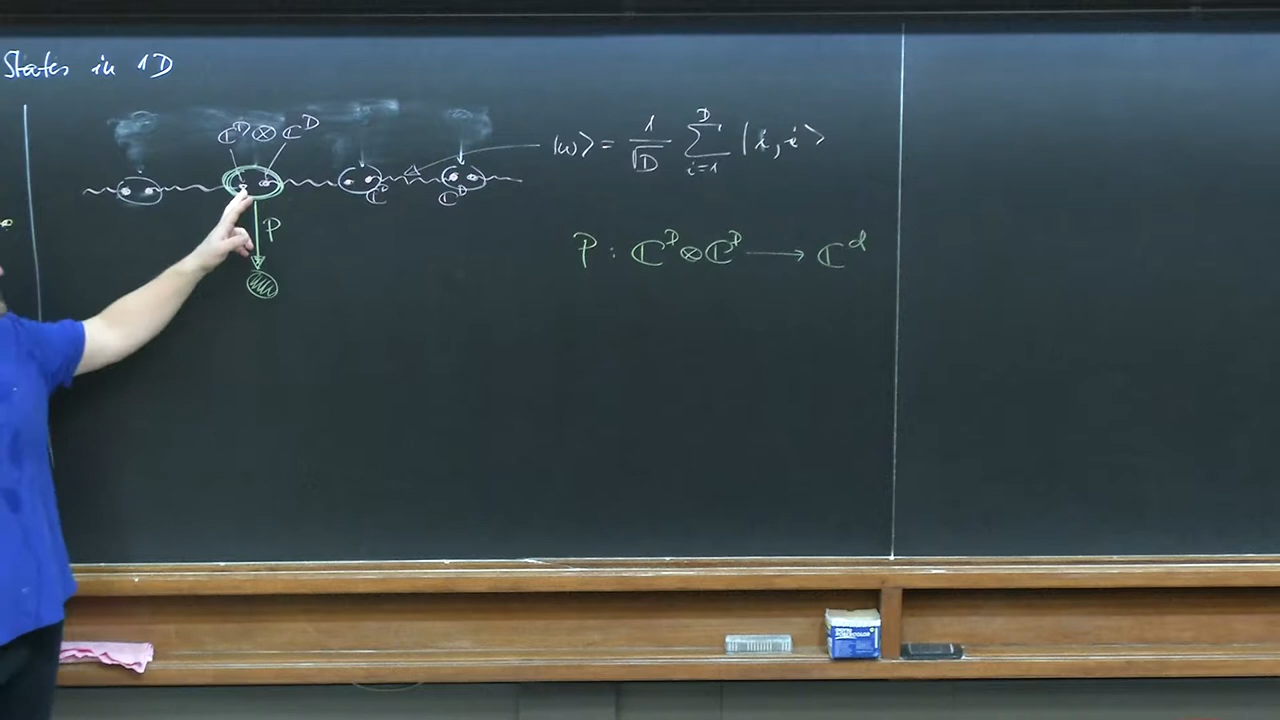 States in 1D
ℂ^D ⊗ ℂ^D
|ω> = 1/√D ∑_{i=1}^{D} |i,i>
ℂ^D ℂ^D
P
P : ℂ^D ⊗ ℂ^D ⟶ ℂ^d